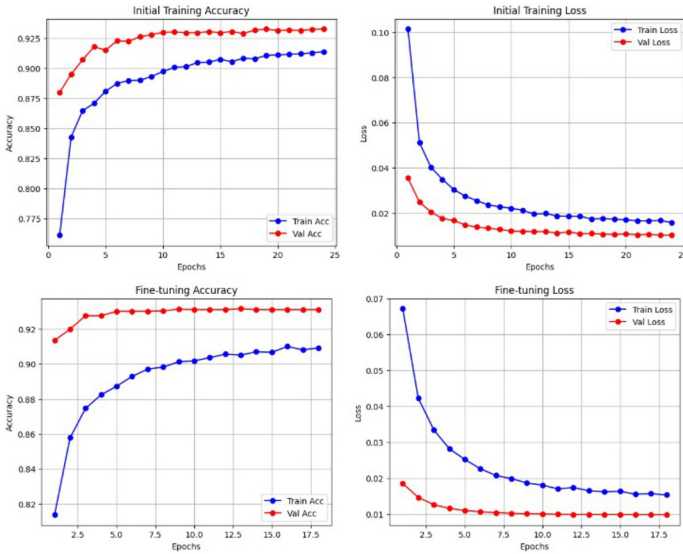 Initial Training Accuracy
0.925
0.900
0.875
0.850
0.825
0.800
0.775
Accuracy
Train Acc
Val Acc
0 5 10 15 20 25
Epochs
Initial Training Loss
0.10
0.08
0.06
0.04
0.02
Loss
Train Loss
Val Loss
0 5 10 15 20
Epochs
Fine-tuning Accuracy
0.92
0.90
0.88
0.86
0.84
0.82
Accuracy
Train Acc
Val Acc
2.5 5.0 7.5 10.0 12.5 15.0 17.5
Epochs
Fine-tuning Loss
0.07
0.06
0.05
0.04
0.03
0.02
0.01
Loss
Train Loss
Val Loss
2.5 5.0 7.5 10.0 12.5 15.0 17.5
Epochs